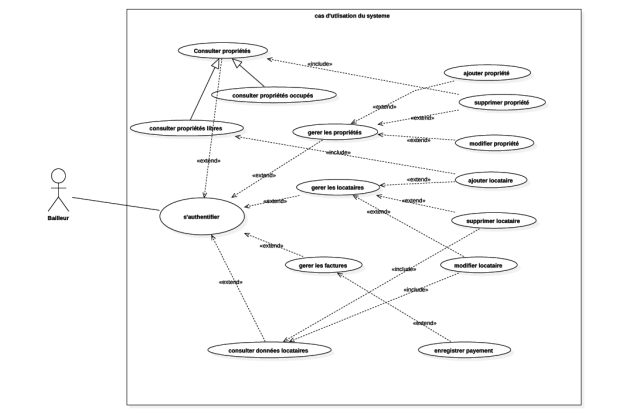 cas d'utlisation du systeme
Consulter propriétés
«include»
ajouter propriété
consulter propriétés occupés
«extend»
supprimer propriété
«extend»
consulter propriétés libres
gerer les propriétés
«extend»
modifier propriété
«include»
«extend»
«extend»
gerer les locataires
«extend»
ajouter locataire
«extend»
«extend»
«extend»
s'authentifier
supprimer locataire
Bailleur
«extend»
gerer les factures
«include»
modifier locataire
«extend»
«include»
«extend»
consulter données locataires
enregistrer payement